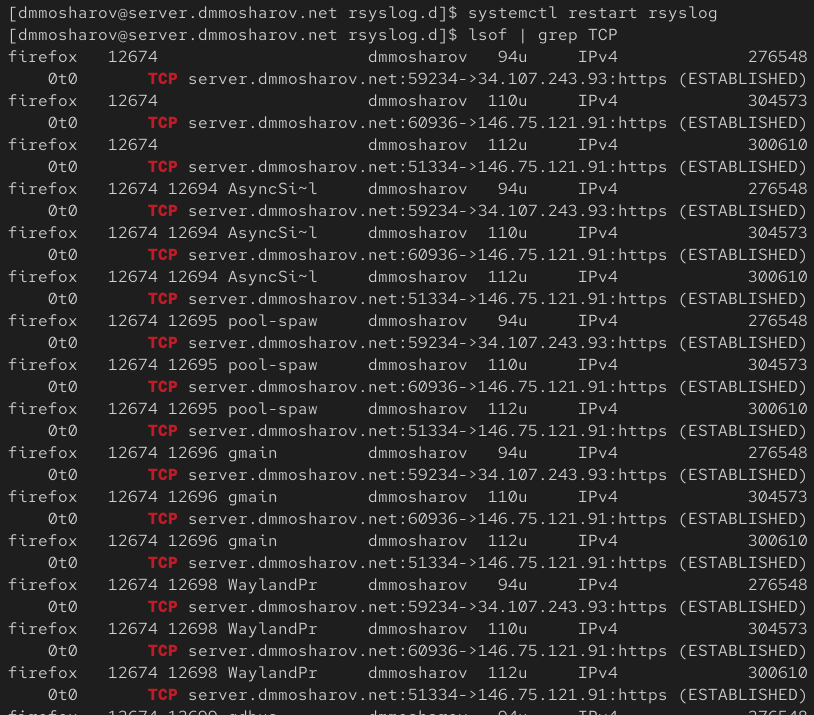 [dmmosharov@server.dmmosharov.net rsyslog.d]$ systemctl restart rsyslog
[dmmosharov@server.dmmosharov.net rsyslog.d]$ lsof | grep TCP
firefox   12674                     dmmosharov   94u     IPv4             276548
    0t0       TCP server.dmmosharov.net:59234->34.107.243.93:https (ESTABLISHED)
firefox   12674                     dmmosharov  110u     IPv4             304573
    0t0       TCP server.dmmosharov.net:60936->146.75.121.91:https (ESTABLISHED)
firefox   12674                     dmmosharov  112u     IPv4             300610
    0t0       TCP server.dmmosharov.net:51334->146.75.121.91:https (ESTABLISHED)
firefox   12674 12694 AsyncSi~l     dmmosharov   94u     IPv4             276548
    0t0       TCP server.dmmosharov.net:59234->34.107.243.93:https (ESTABLISHED)
firefox   12674 12694 AsyncSi~l     dmmosharov  110u     IPv4             304573
    0t0       TCP server.dmmosharov.net:60936->146.75.121.91:https (ESTABLISHED)
firefox   12674 12694 AsyncSi~l     dmmosharov  112u     IPv4             300610
    0t0       TCP server.dmmosharov.net:51334->146.75.121.91:https (ESTABLISHED)
firefox   12674 12695 pool-spaw     dmmosharov   94u     IPv4             276548
    0t0       TCP server.dmmosharov.net:59234->34.107.243.93:https (ESTABLISHED)
firefox   12674 12695 pool-spaw     dmmosharov  110u     IPv4             304573
    0t0       TCP server.dmmosharov.net:60936->146.75.121.91:https (ESTABLISHED)
firefox   12674 12695 pool-spaw     dmmosharov  112u     IPv4             300610
    0t0       TCP server.dmmosharov.net:51334->146.75.121.91:https (ESTABLISHED)
firefox   12674 12696 gmain         dmmosharov   94u     IPv4             276548
    0t0       TCP server.dmmosharov.net:59234->34.107.243.93:https (ESTABLISHED)
firefox   12674 12696 gmain         dmmosharov  110u     IPv4             304573
    0t0       TCP server.dmmosharov.net:60936->146.75.121.91:https (ESTABLISHED)
firefox   12674 12696 gmain         dmmosharov  112u     IPv4             300610
    0t0       TCP server.dmmosharov.net:51334->146.75.121.91:https (ESTABLISHED)
firefox   12674 12698 WaylandPr     dmmosharov   94u     IPv4             276548
    0t0       TCP server.dmmosharov.net:59234->34.107.243.93:https (ESTABLISHED)
firefox   12674 12698 WaylandPr     dmmosharov  110u     IPv4             304573
    0t0       TCP server.dmmosharov.net:60936->146.75.121.91:https (ESTABLISHED)
firefox   12674 12698 WaylandPr     dmmosharov  112u     IPv4             300610
    0t0       TCP server.dmmosharov.net:51334->146.75.121.91:https (ESTABLISHED)